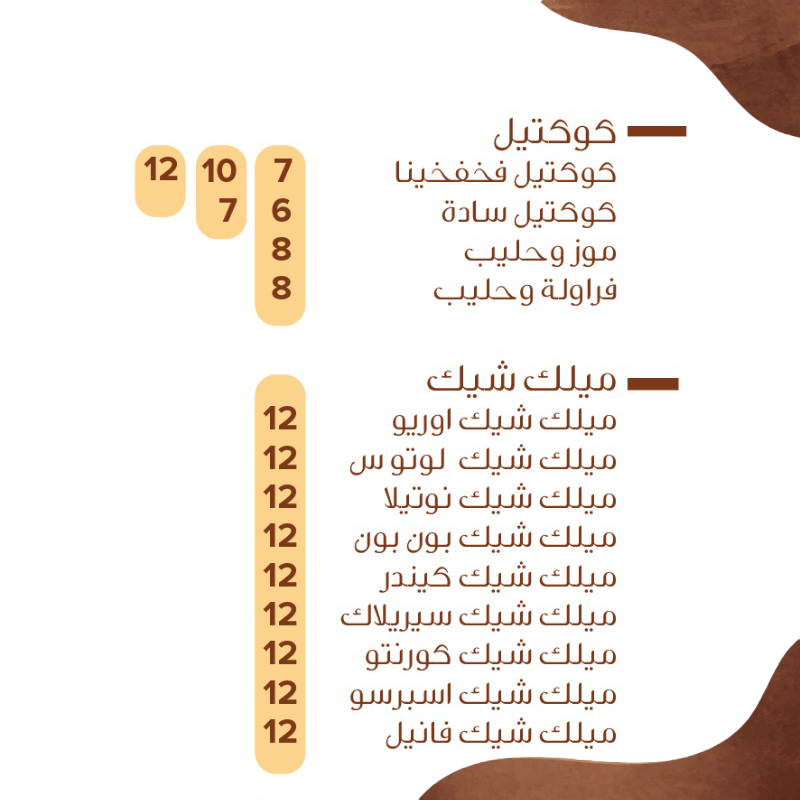 كوكتيل
كوكتيل فخفخينا 7 10 12
كوكتيل سادة 6 7
موز وحليب 8
فراولة وحليب 8
ميلك شيك
ميلك شيك اوريو 12
ميلك شيك لوتو س 12
ميلك شيك نوتيلا 12
ميلك شيك بون بون 12
ميلك شيك كيندر 12
ميلك شيك سيريلاك 12
ميلك شيك كورنتو 12
ميلك شيك اسبرسو 12
ميلك شيك فانيل 12